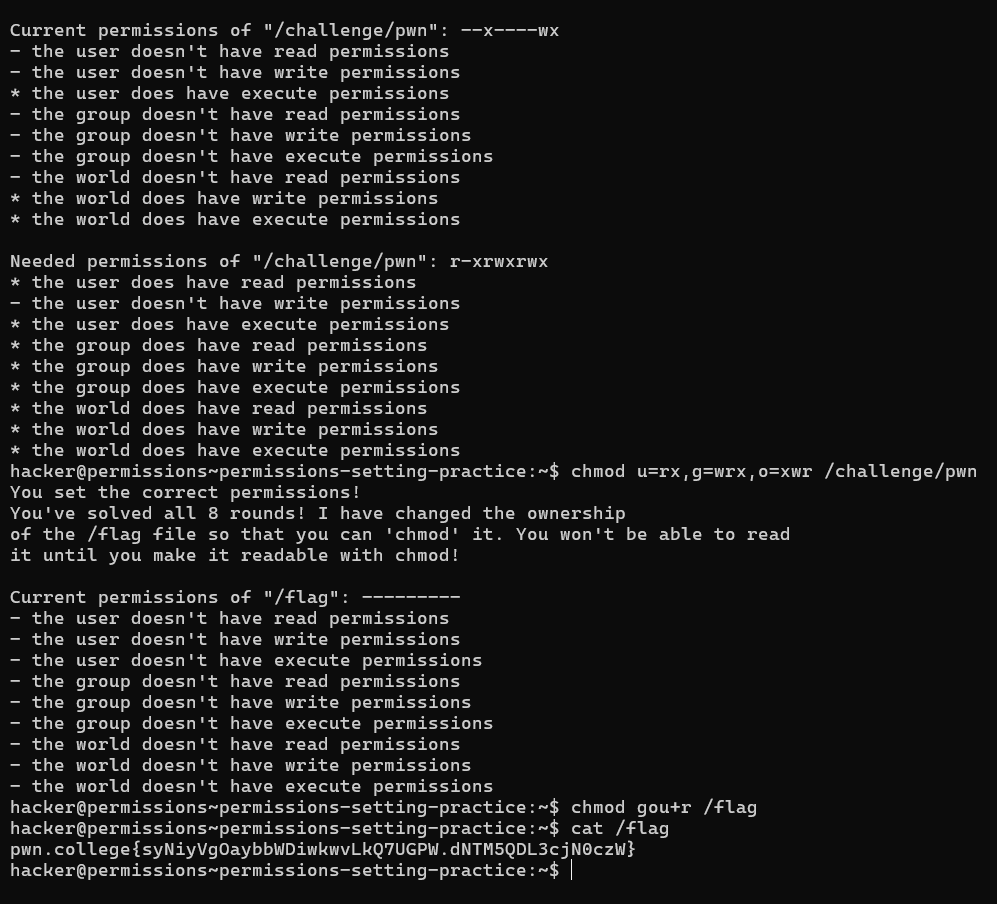 Current permissions of "/challenge/pwn": --x----wx
- the user doesn't have read permissions
- the user doesn't have write permissions
* the user does have execute permissions
- the group doesn't have read permissions
- the group doesn't have write permissions
- the group doesn't have execute permissions
- the world doesn't have read permissions
* the world does have write permissions
* the world does have execute permissions
Needed permissions of "/challenge/pwn": r-xrwxrwx
* the user does have read permissions
- the user doesn't have write permissions
* the user does have execute permissions
* the group does have read permissions
* the group does have write permissions
* the group does have execute permissions
* the world does have read permissions
* the world does have write permissions
* the world does have execute permissions
hacker@permissions~permissions-setting-practice:~$ chmod u=rx,g=wrx,o=xwr /challenge/pwn
You set the correct permissions!
You've solved all 8 rounds! I have changed the ownership
of the /flag file so that you can 'chmod' it. You won't be able to read
it until you make it readable with chmod!
Current permissions of "/flag": ---------
- the user doesn't have read permissions
- the user doesn't have write permissions
- the user doesn't have execute permissions
- the group doesn't have read permissions
- the group doesn't have write permissions
- the group doesn't have execute permissions
- the world doesn't have read permissions
- the world doesn't have write permissions
- the world doesn't have execute permissions
hacker@permissions~permissions-setting-practice:~$ chmod gou+r /flag
hacker@permissions~permissions-setting-practice:~$ cat /flag
pwn.college{syNiyVgOaybbWDiwkwvLkQ7UGPW.dNTM5QDL3cjN0czW}
hacker@permissions~permissions-setting-practice:~$